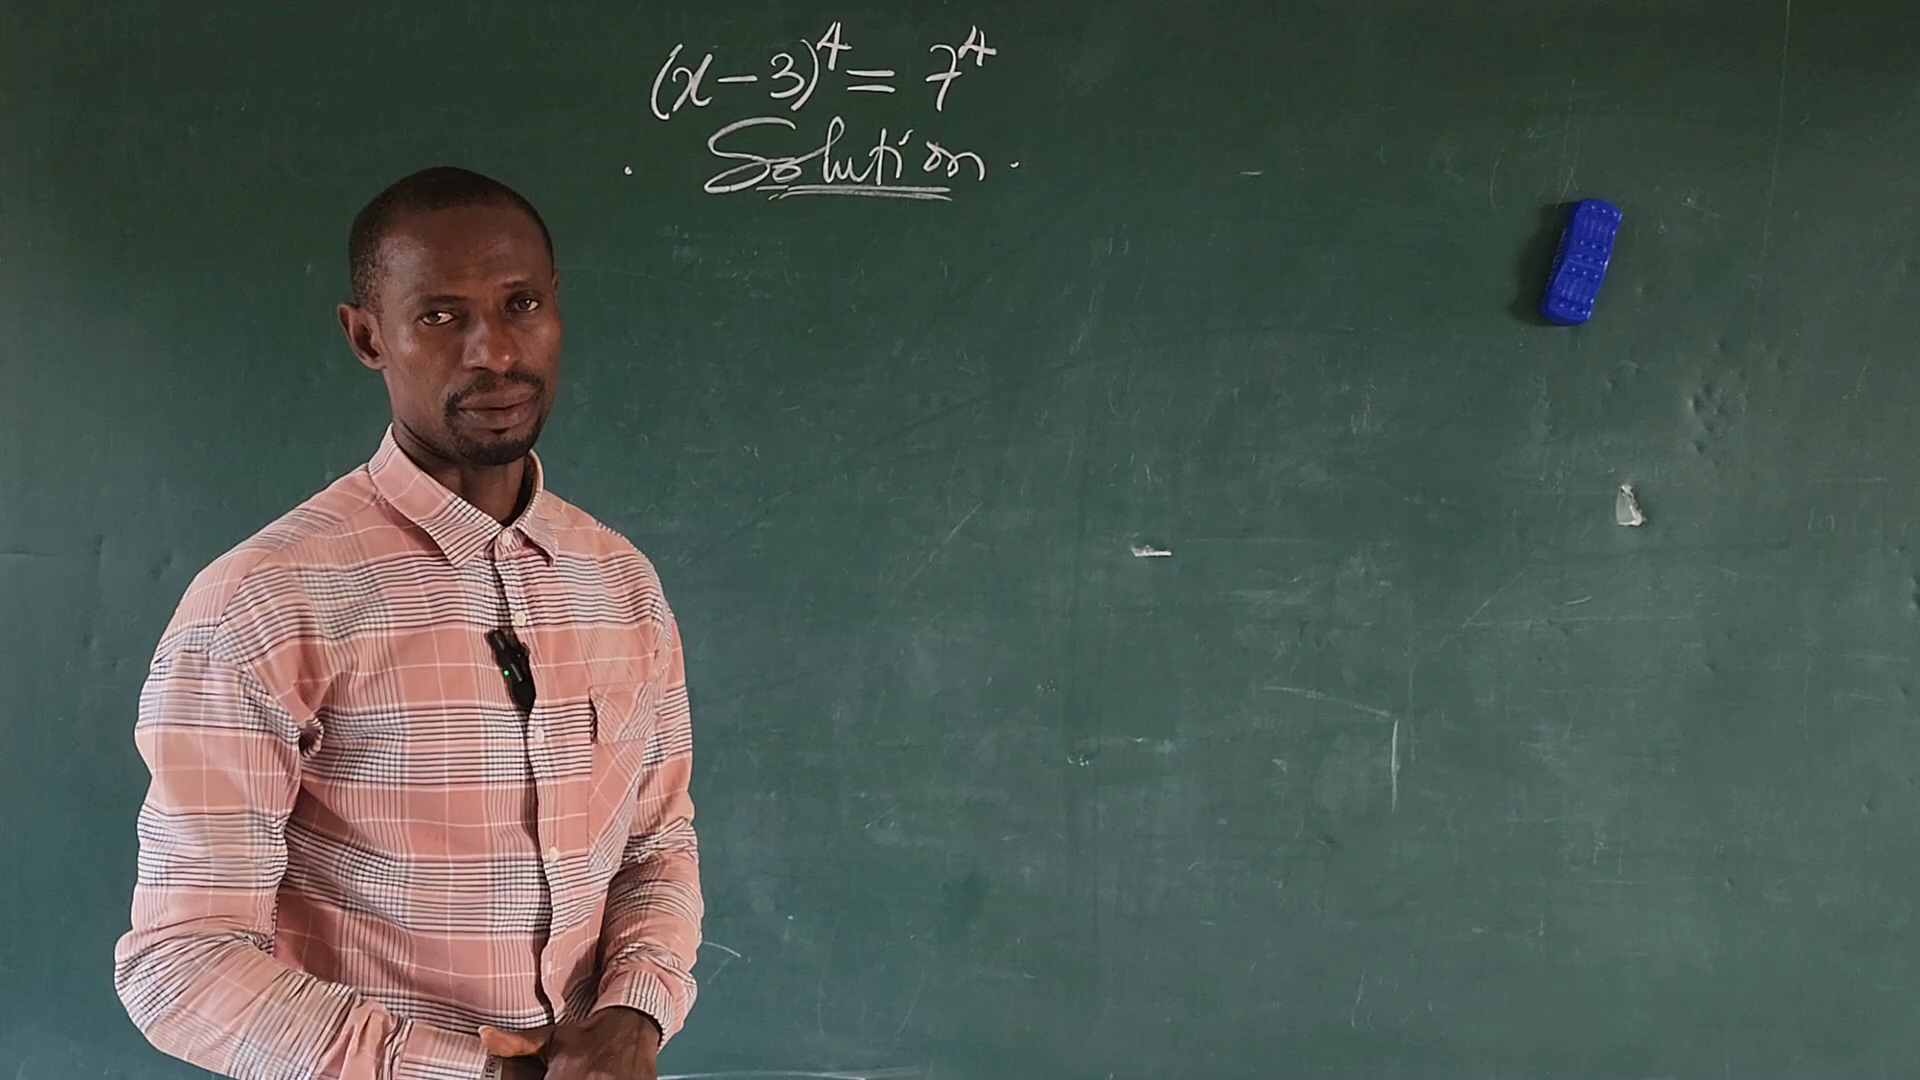 (x-3)⁴ = 7⁴
Solution